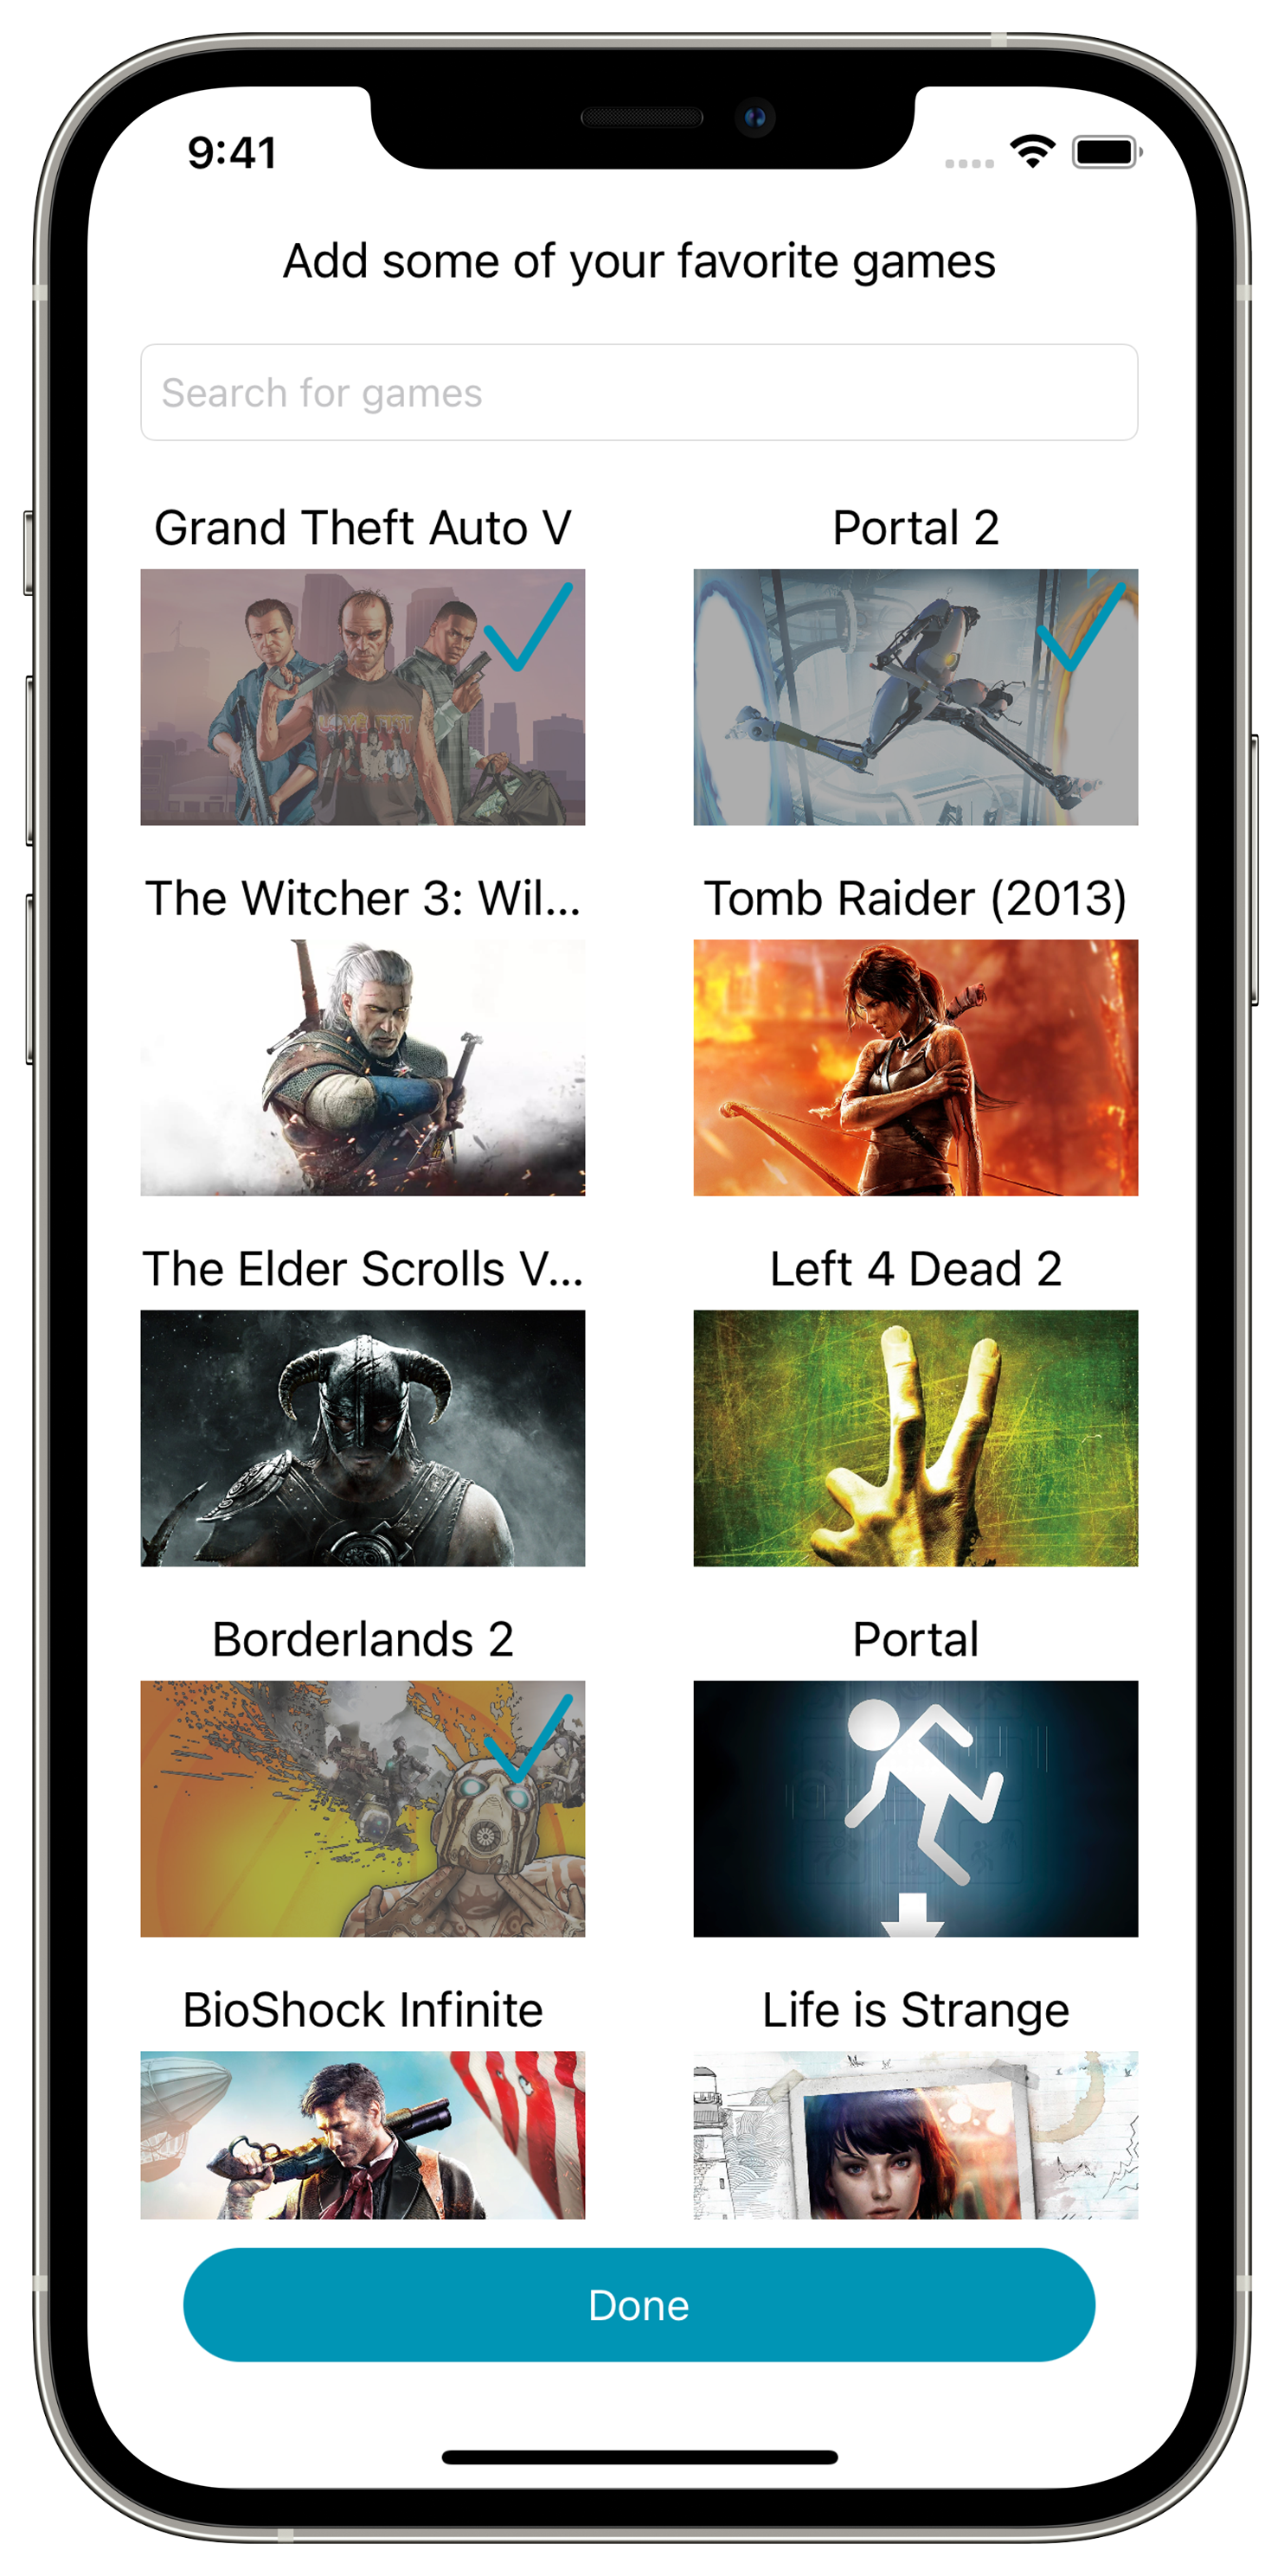 9:41
Add some of your favorite games
Search for games
Grand Theft Auto V
Portal 2
The Witcher 3: Wil...
Tomb Raider (2013)
The Elder Scrolls V...
Left 4 Dead 2
Borderlands 2
Portal
BioShock Infinite
Life is Strange
Done